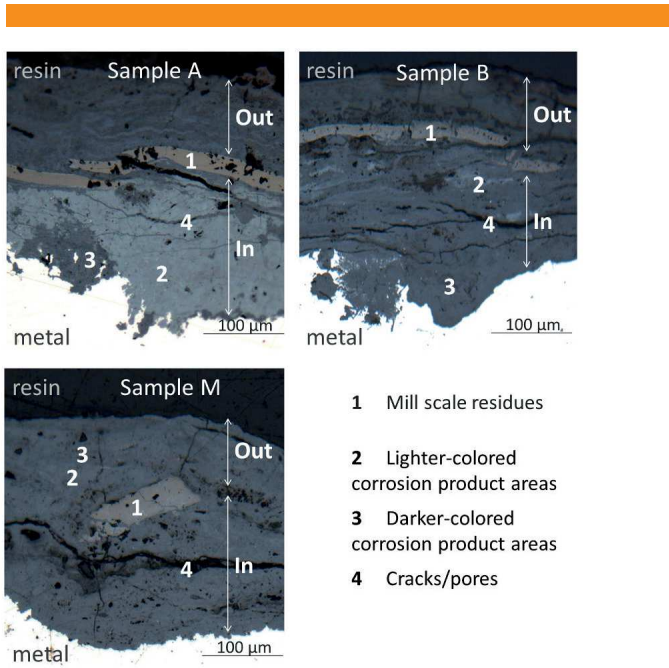 resin Sample A
Out
1
4
In
3
2
100 µm
metal
resin Sample B
Out
1
2
4
In
3
100 µm,
metal
resin Sample M
3
Out
2
1
4
In
100 µm
metal
1 Mill scale residues
2 Lighter-colored
corrosion product areas
3 Darker-colored
corrosion product areas
4 Cracks/pores